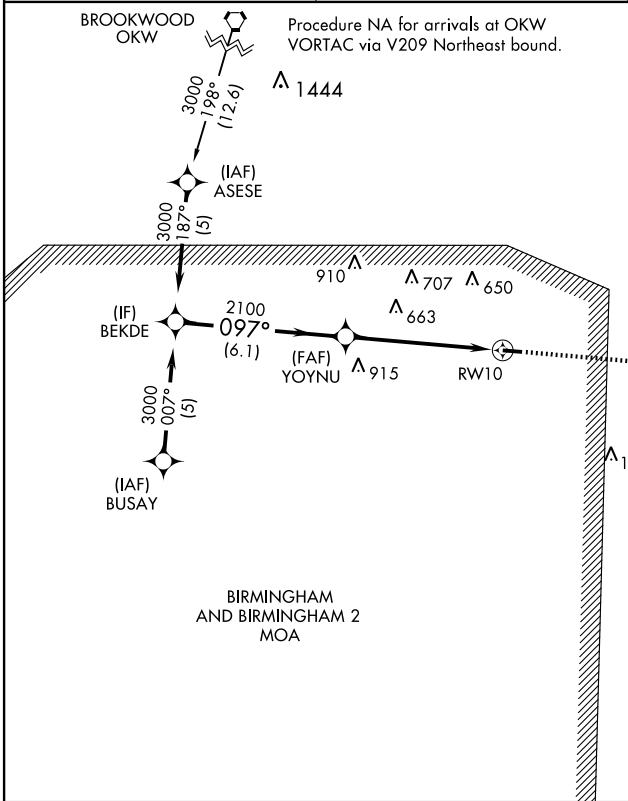 BROOKWOOD
OKW
Procedure NA for arrivals at OKW
VORTAC via V209 Northeast bound.
1444
3000
198°
(12.6)
(IAF)
ASESE
3000
187°
(5)
910
707
650
663
(IF)
BEKDE
2100
097°
(6.1)
(FAF)
YOYNU
915
RW10
3000
007°
(5)
(IAF)
BUSAY
1
BIRMINGHAM
AND BIRMINGHAM 2
MOA